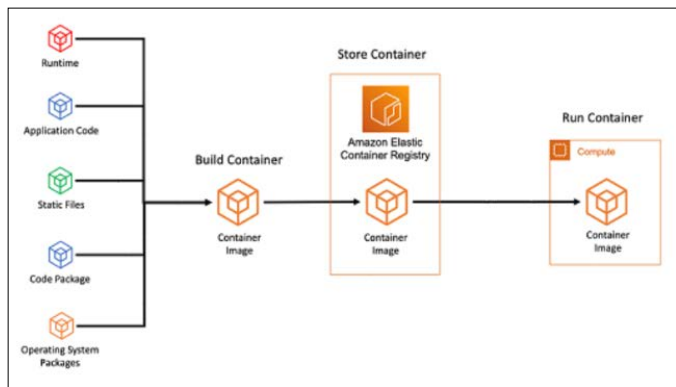 Runtime
Application Code
Static Files
Code Package
Operating System
Packages
Build Container
Container
Image
Store Container
Amazon Elastic
Container Registry
Container
Image
Run Container
Compute
Container
Image